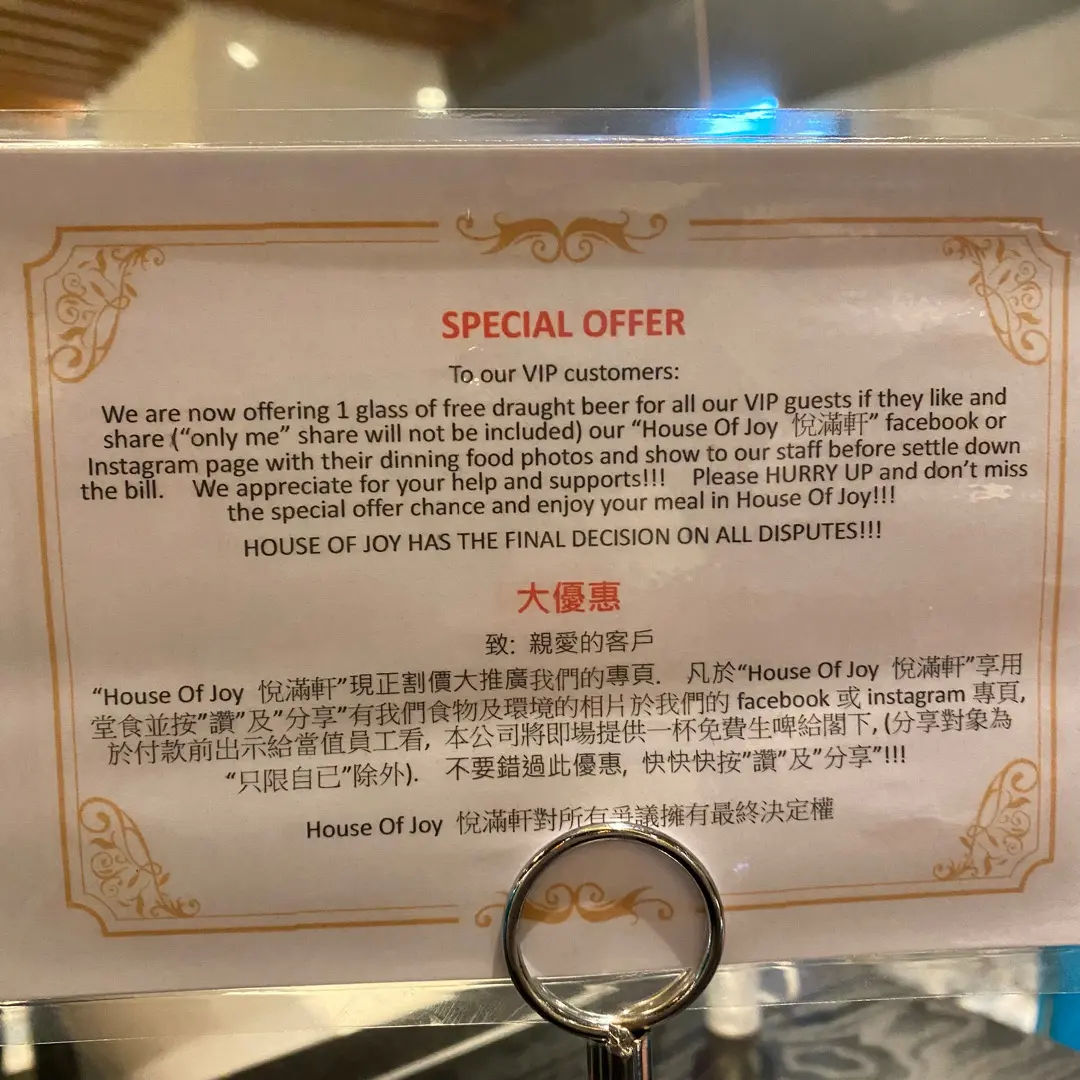 SPECIAL OFFER
To our VIP customers:
We are now offering 1 glass of free draught beer for all our VIP guests if they like and
share (“only me” share will not be included) our “House Of Joy 悅滿軒” facebook or
Instagram page with their dinning food photos and show to our staff before settle down
the bill. We appreciate for your help and supports!!! Please HURRY UP and don’t miss
the special offer chance and enjoy your meal in House Of Joy!!!
HOUSE OF JOY HAS THE FINAL DECISION ON ALL DISPUTES!!!
大優惠
致: 親愛的客戶
“House Of Joy 悅滿軒”現正割價大推廣我們的專頁. 凡於“House Of Joy 悅滿軒”享用
堂食並按”讚”及”分享”有我們食物及環境的相片於我們的 facebook 或 instagram 專頁,
於付款前出示給當值員工看, 本公司將即場提供一杯免費生啤給閣下, (分享對象為
“只限自已”除外). 不要錯過此優惠, 快快快按”讚”及”分享”!!!
House Of Joy 悅滿軒對所有爭議擁有最終決定權